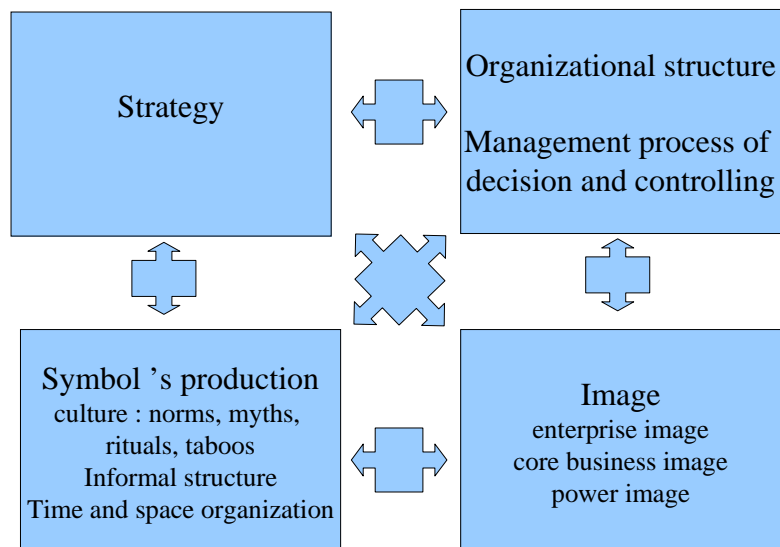 Strategy
Organizational structure
Management process of
decision and controlling
Symbol 's production
culture : norms, myths,
rituals, taboos
Informal structure
Time and space organization
Image
enterprise image
core business image
power image